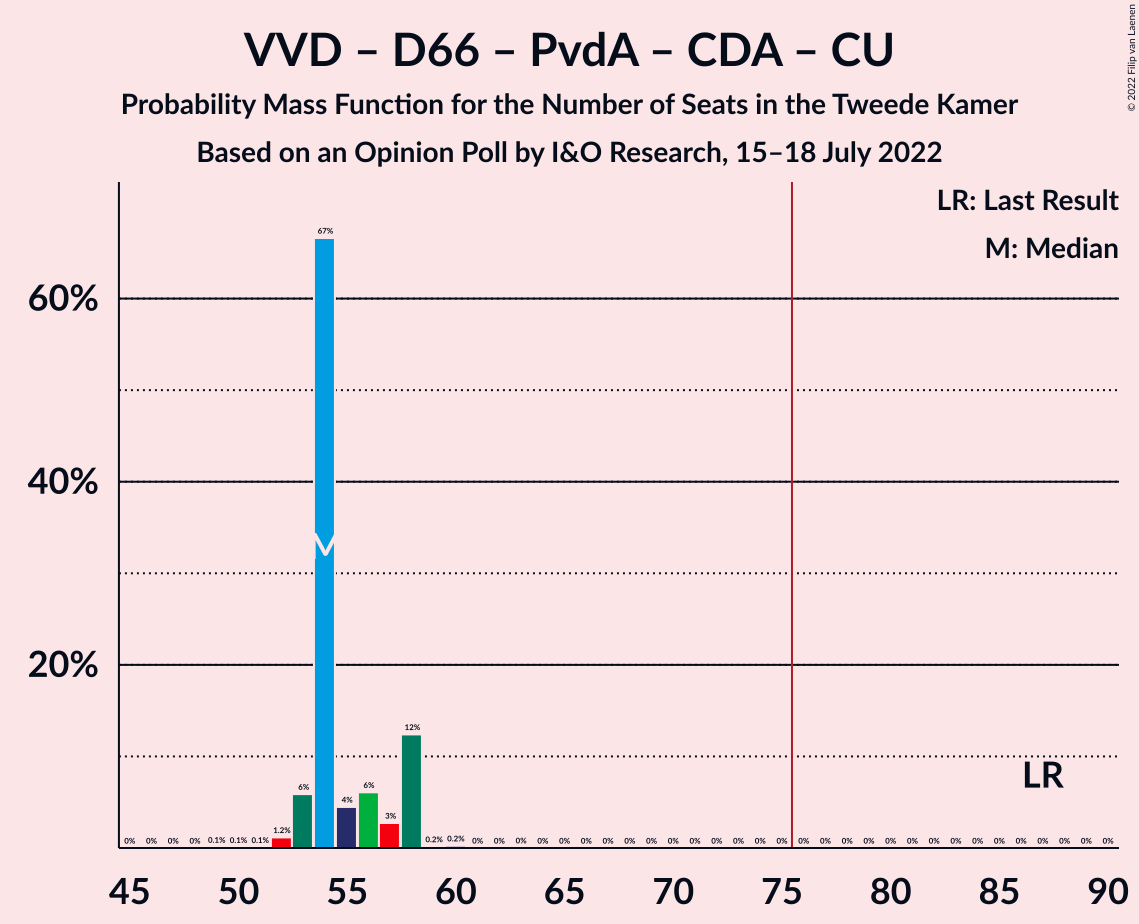 VVD – D66 – PvdA – CDA – CU
Probability Mass Function for the Number of Seats in the Tweede Kamer
Based on an Opinion Poll by I&O Research, 15–18 July 2022
© 2022 Filip van Laenen
LR: Last Result
M: Median
67%
60%
40%
M
20%
12%
LR
6% 6%
4%
3%
1.2%
0% 0% 0% 0% 0.1% 0.1% 0.1% 0.2% 0.2% 0% 0% 0% 0% 0% 0% 0% 0% 0% 0% 0% 0% 0% 0% 0% 0% 0% 0% 0% 0% 0% 0% 0% 0% 0% 0% 0% 0% 0% 0%
45 50 55 60 65 70 75 80 85 90